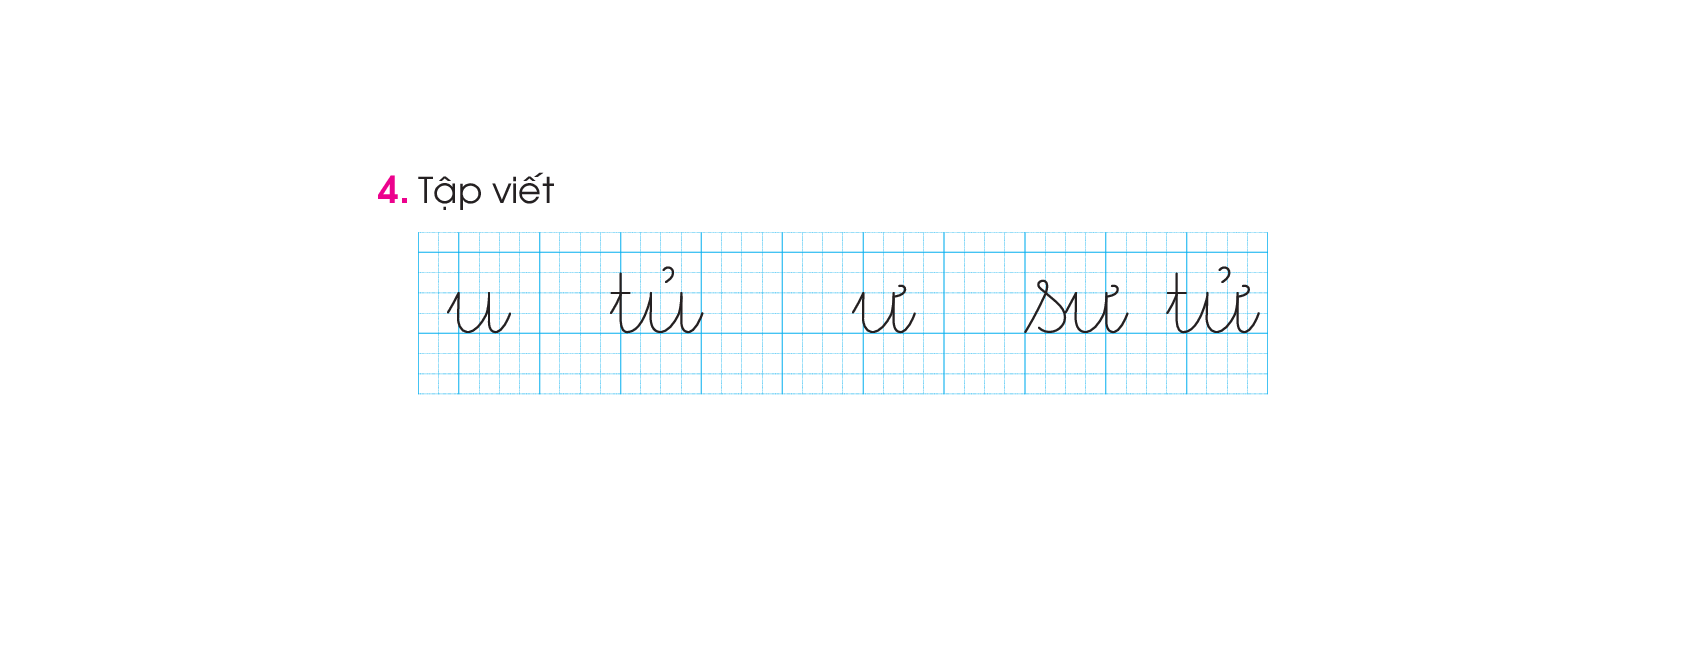 4. Tập viết
u tủ ư sư tử